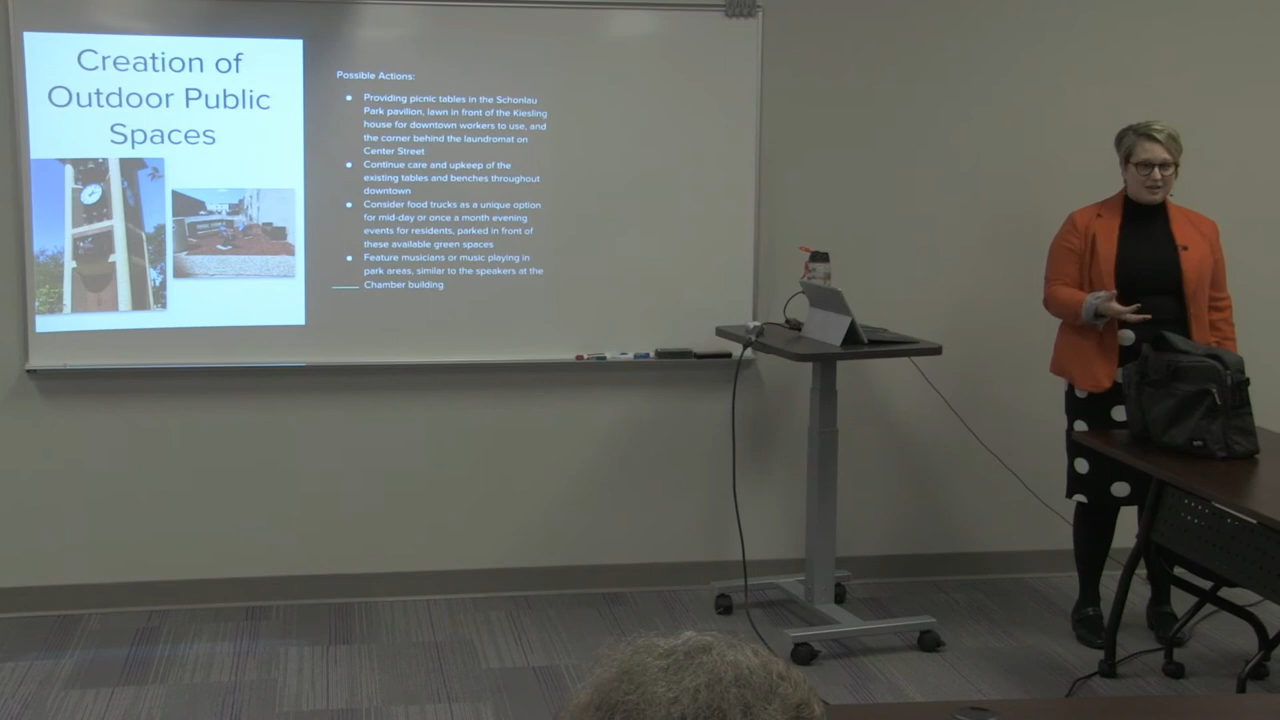 Creation of
Outdoor Public
Spaces
Possible Actions:
● Providing picnic tables in the Schonlau
Park pavilion, lawn in front of the Kiesling
house for downtown workers to use, and
the corner behind the laundromat on
Center Street
● Continue care and upkeep of the
existing tables and benches throughout
downtown
● Consider food trucks as a unique option
for mid-day or once a month evening
events for residents, parked in front of
these available green spaces
● Feature musicians or music playing in
park areas, similar to the speakers at the
Chamber building